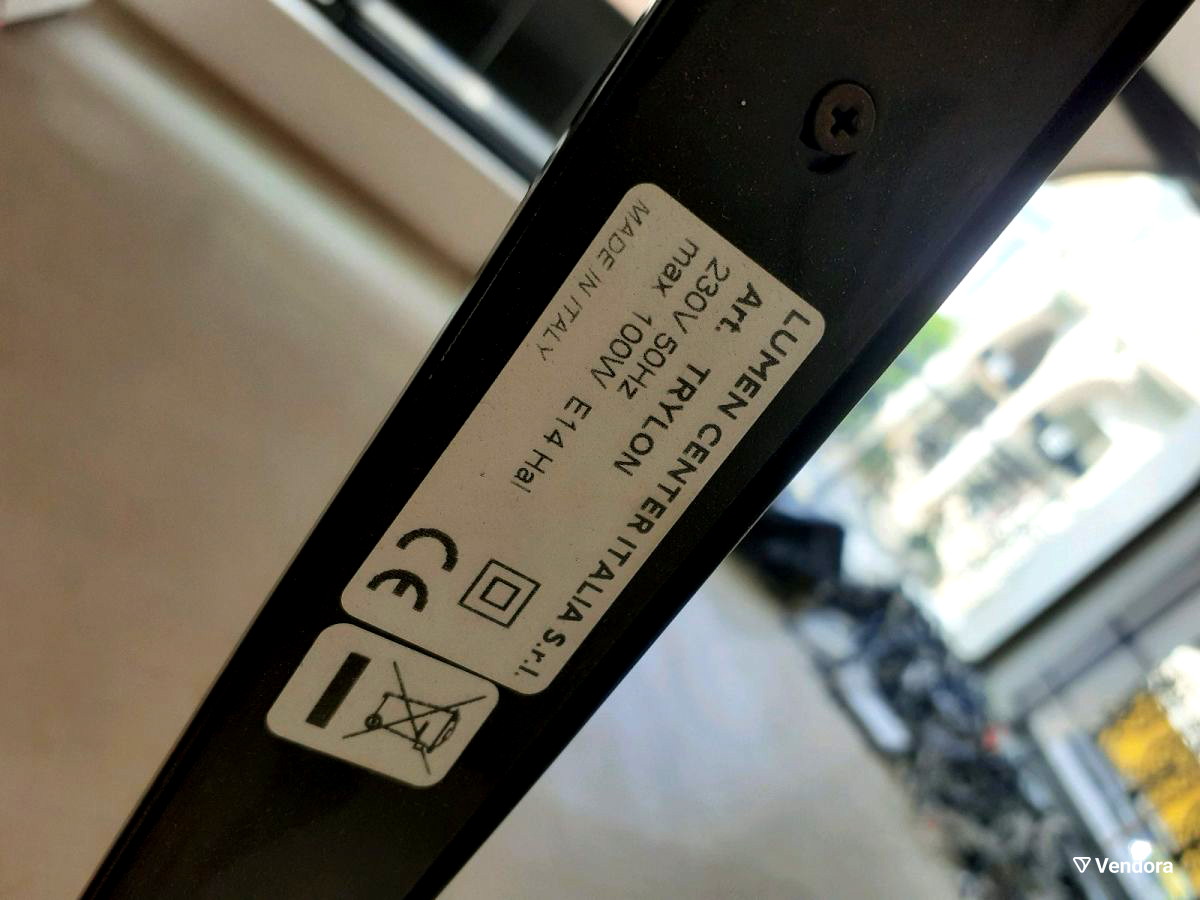 LUMEN CENTER ITALIA S.r.l.
Art. TRYLON
230V 50Hz
max 100W E14 Hal
MADE IN ITALY
CE
Vendora